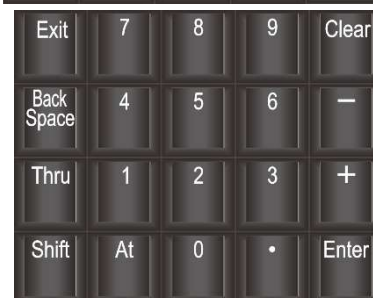 Exit 7 8 9 Clear
Back
Space 4 5 6 −
Thru 1 2 3 +
Shift At 0 • Enter